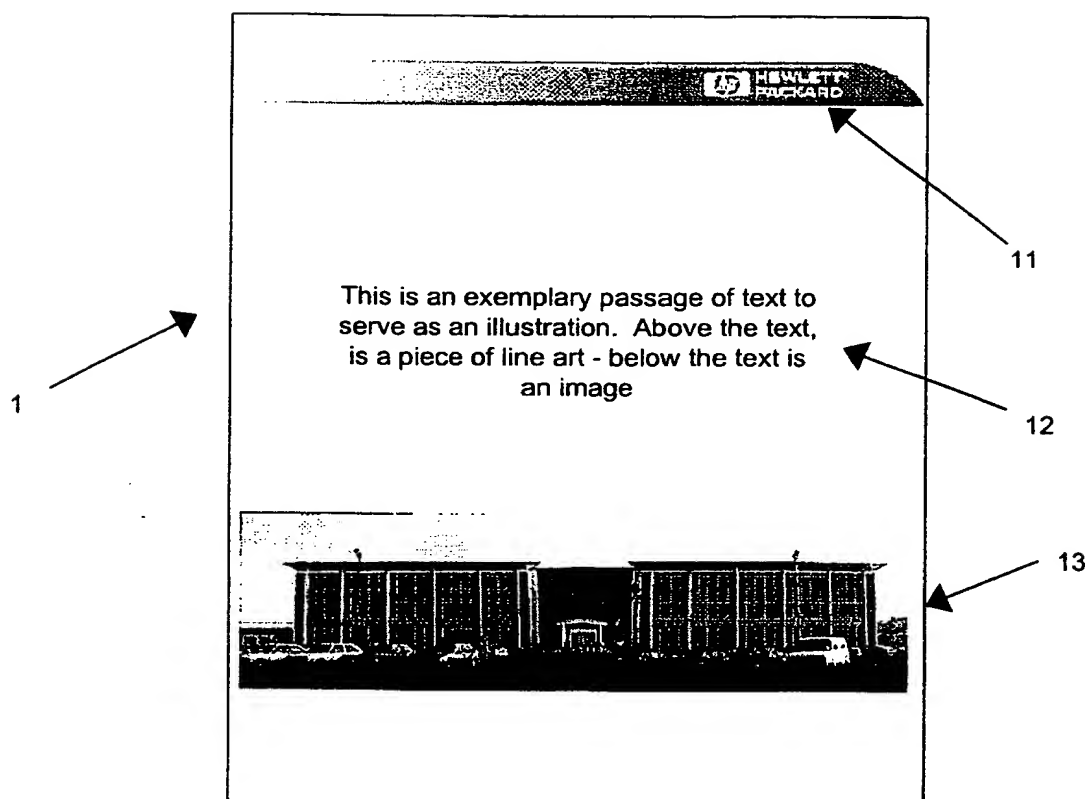 HEWLETT
PACKARD
11
This is an exemplary passage of text to
serve as an illustration. Above the text,
is a piece of line art - below the text is
an image
1
12
13